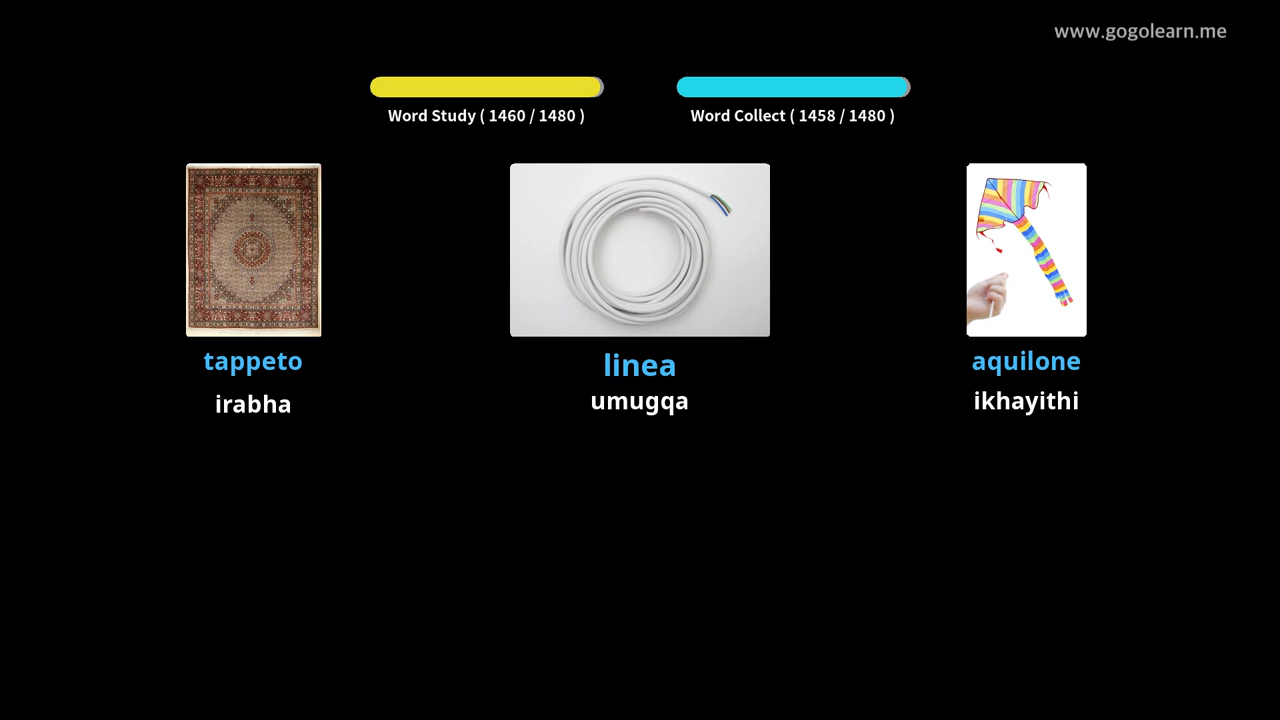 www.gogolearn.me
Word Study ( 1460 / 1480 )
Word Collect ( 1458 / 1480 )
tappeto
linea
aquilone
irabha
umugqa
ikhayithi